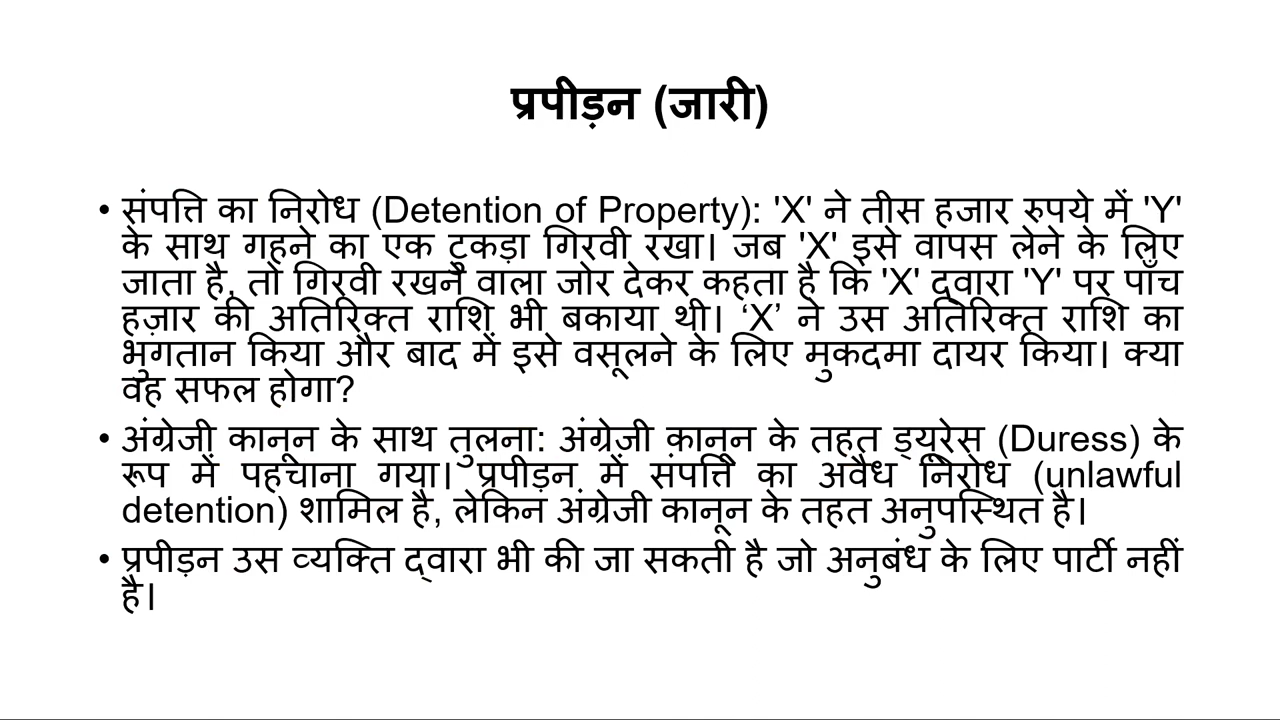 प्रपीड़न (जारी)
• संपत्ति का निरोध (Detention of Property): 'X' ने तीस हजार रुपये में 'Y'
के साथ गहने का एक टुकड़ा गिरवी रखा। जब 'X' इसे वापस लेने के लिए
जाता है, तो गिरवी रखने वाला जोर देकर कहता है कि 'X' द्वारा 'Y' पर पाँच
हज़ार की अतिरिक्त राशि भी बकाया थी। ‘X’ ने उस अतिरिक्त राशि का
भुगतान किया और बाद में इसे वसूलने के लिए मुकदमा दायर किया। क्या
वह सफल होगा?
• अंग्रेजी कानून के साथ तुलना: अंग्रेजी कानून के तहत ड्यूरेस (Duress) के
रूप में पहचाना गया। प्रपीड़न में संपत्ति का अवैध निरोध (unlawful
detention) शामिल है, लेकिन अंग्रेजी कानून के तहत अनुपस्थित है।
• प्रपीड़न उस व्यक्ति द्वारा भी की जा सकती है जो अनुबंध के लिए पार्टी नहीं
है।